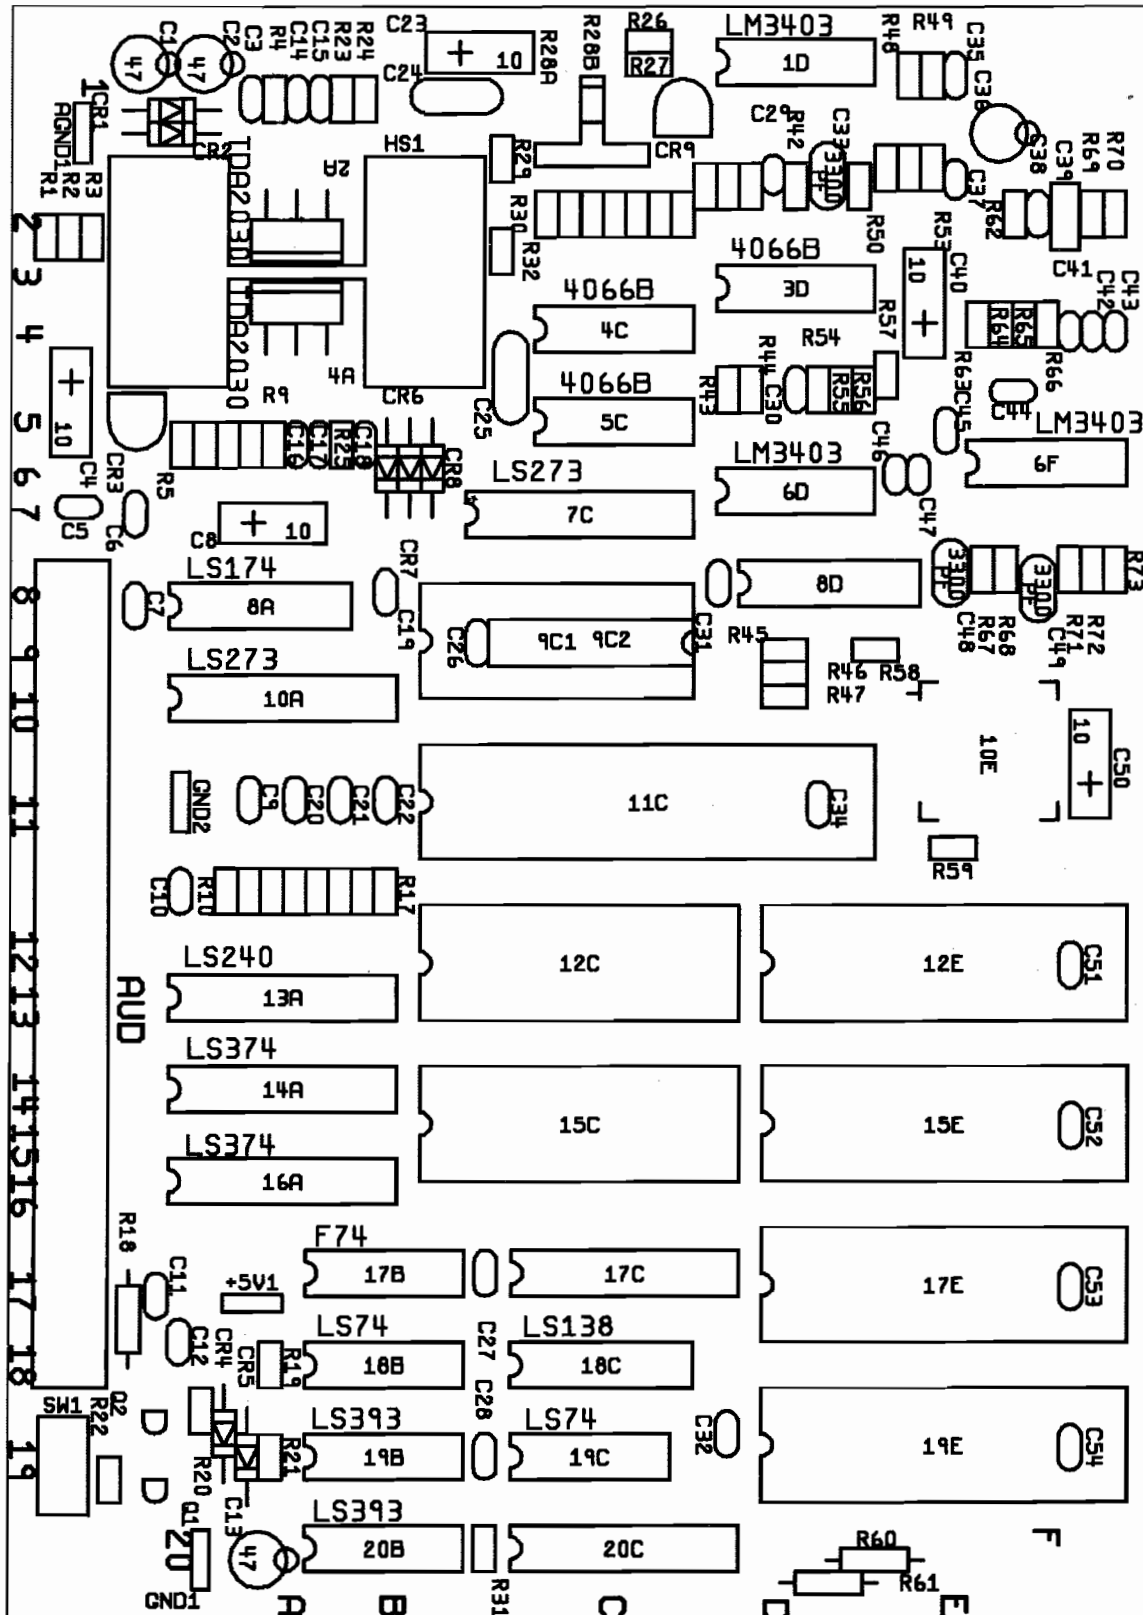 C1
C2
C3
R4
C14
C15
R23
R24
C23
+ 10
R28A
R28B
R26
R27
LM3403
1D
R48
R49
C35
C36
47
47
C24
1
AGND1
CR1
CR2
TDA2030
A2
HS1
R29
CR9
C29
R42
C33
3300
PF
C37
C38
C39
R69
R70
R1
R2
R3
R30
R32
R50
R53
R62
C40
C41
C42
C43
2
3
4
5
6
7
TDA2030
4A
4066B
4C
4066B
3D
10
+
R57
R64
R65
R66
R63
+
10
R9
CR6
C25
4066B
5C
R43
R44
C30
R54
R55
R56
C44
C45
LM3403
6F
C4
CR3
R5
C16
C17
R25
C18
CR8
LS273
7C
LM3403
6D
C46
C47
C5
C6
C8
+ 10
CR7
LS174
8A
C7
C19
C26
9C1 9C2
C31
8D
3300
PF
C48
R67
R68
3300
PF
C49
R71
R72
R73
8
9
10
LS273
10A
R45
R46
R47
R58
10E
10
+
C50
11
GND2
C9
C20
C21
C22
11C
C34
R59
C10
R10
R17
12
13
AUD
LS240
13A
12C
12E
C51
14
15
16
LS374
14A
15C
15E
C52
LS374
16A
R18
C11
+5V1
F74
17B
17C
17E
C53
17
18
C12
CR4
CR5
R19
LS74
18B
C27
LS138
18C
SW1
R22
Q2
LS393
19B
C28
LS74
19C
C32
19E
C54
19
R20
R21
Q1
20
GND1
C13
47
LS393
20B
R31
20C
R60
R61
F
A
B
C
D
E